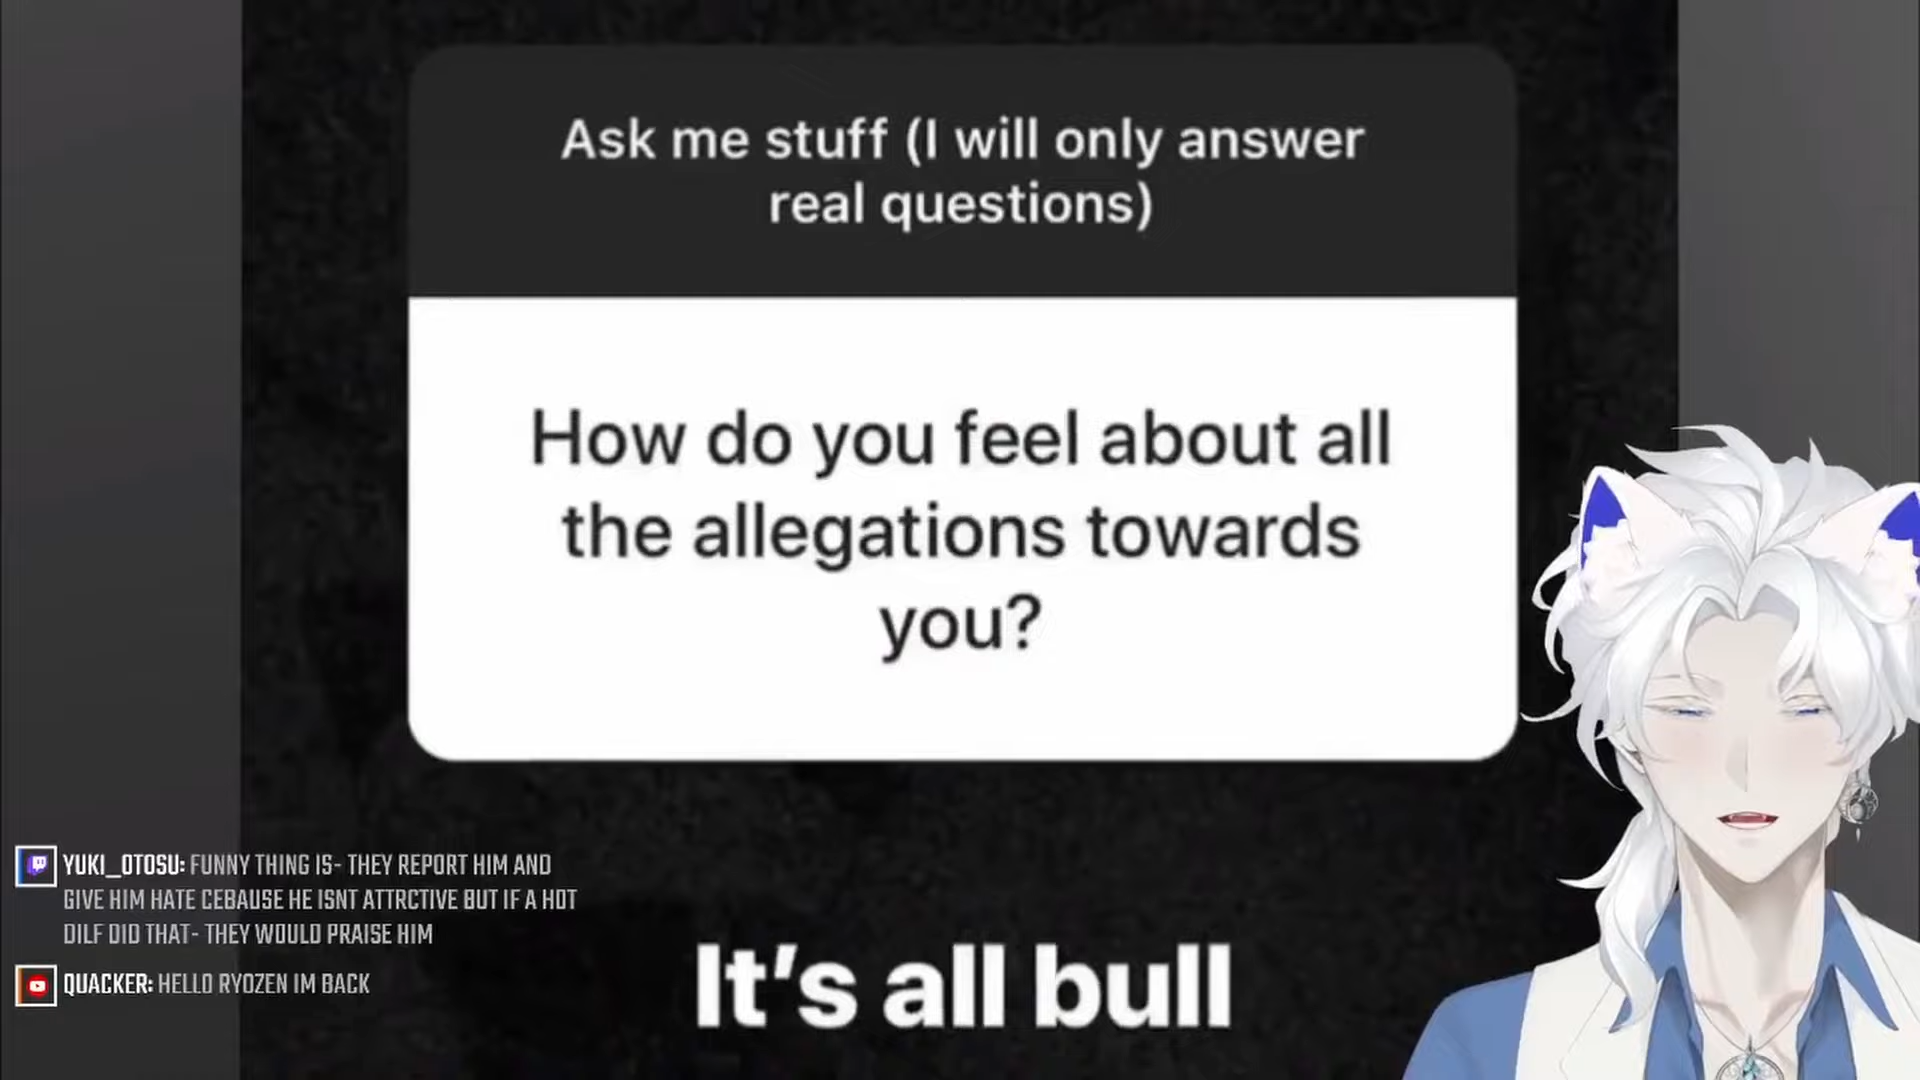 Ask me stuff (I will only answer
real questions)
How do you feel about all
the allegations towards
you?
It's all bull
YUKI_OTOSU: FUNNY THING IS- THEY REPORT HIM AND
GIVE HIM HATE CEBAUSE HE ISNT ATTRCTIVE BUT IF A HOT
DILF DID THAT- THEY WOULD PRAISE HIM
QUACKER: HELLO RYOZEN IM BACK